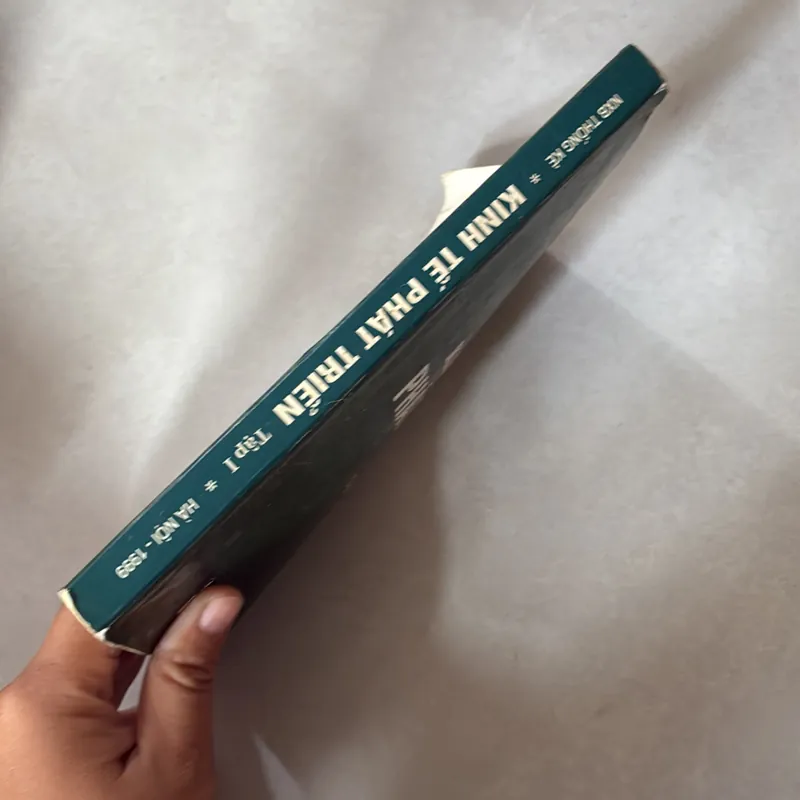 NXB THỐNG KÊ * KINH TẾ PHÁT TRIỂN Tập I * HÀ NỘI - 1999